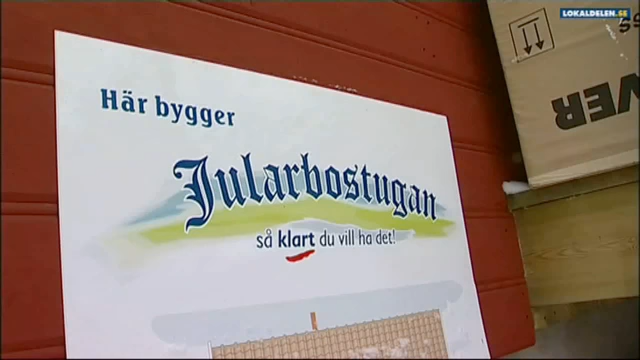 LOKALDELEN.SE
Här bygger
Jularbostugan
så klart du vill ha det!
VER